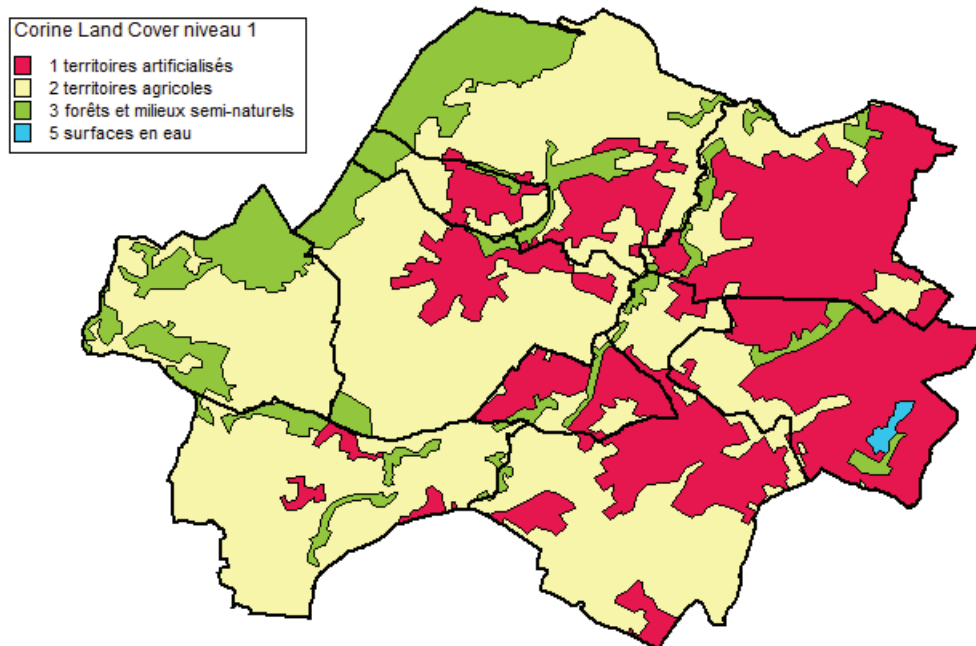 Corine Land Cover niveau 1
1 territoires artificialisés
2 territoires agricoles
3 forêts et milieux semi-naturels
5 surfaces en eau